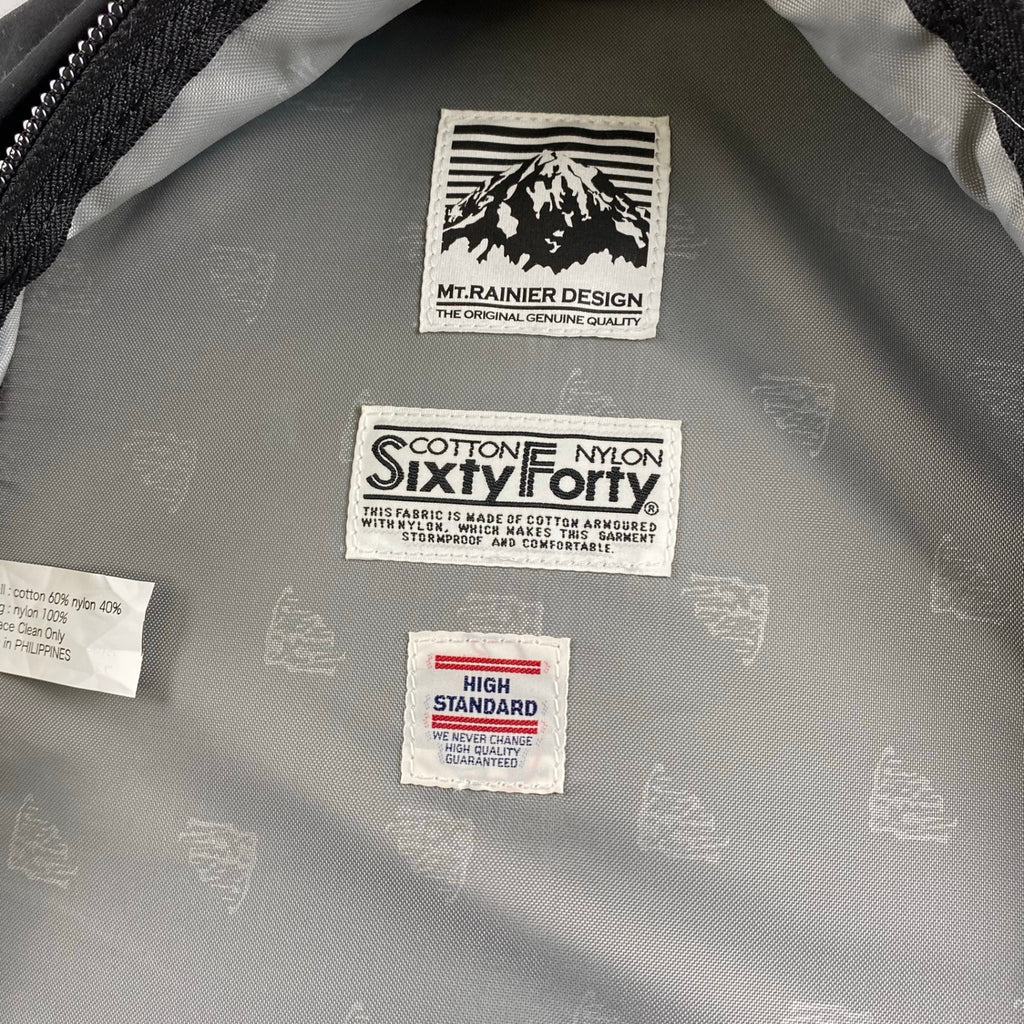 MT.RAINIER DESIGN
THE ORIGINAL GENUINE QUALITY
COTTON NYLON
SixtyForty®
THIS FABRIC IS MADE OF COTTON ARMOURED
WITH NYLON, WHICH MAKES THIS GARMENT
STORMPROOF AND COMFORTABLE.
: cotton 60% nylon 40%
: nylon 100%
Clean Only
in PHILIPPINES
HIGH
STANDARD
WE NEVER CHANGE
HIGH QUALITY
GUARANTEED